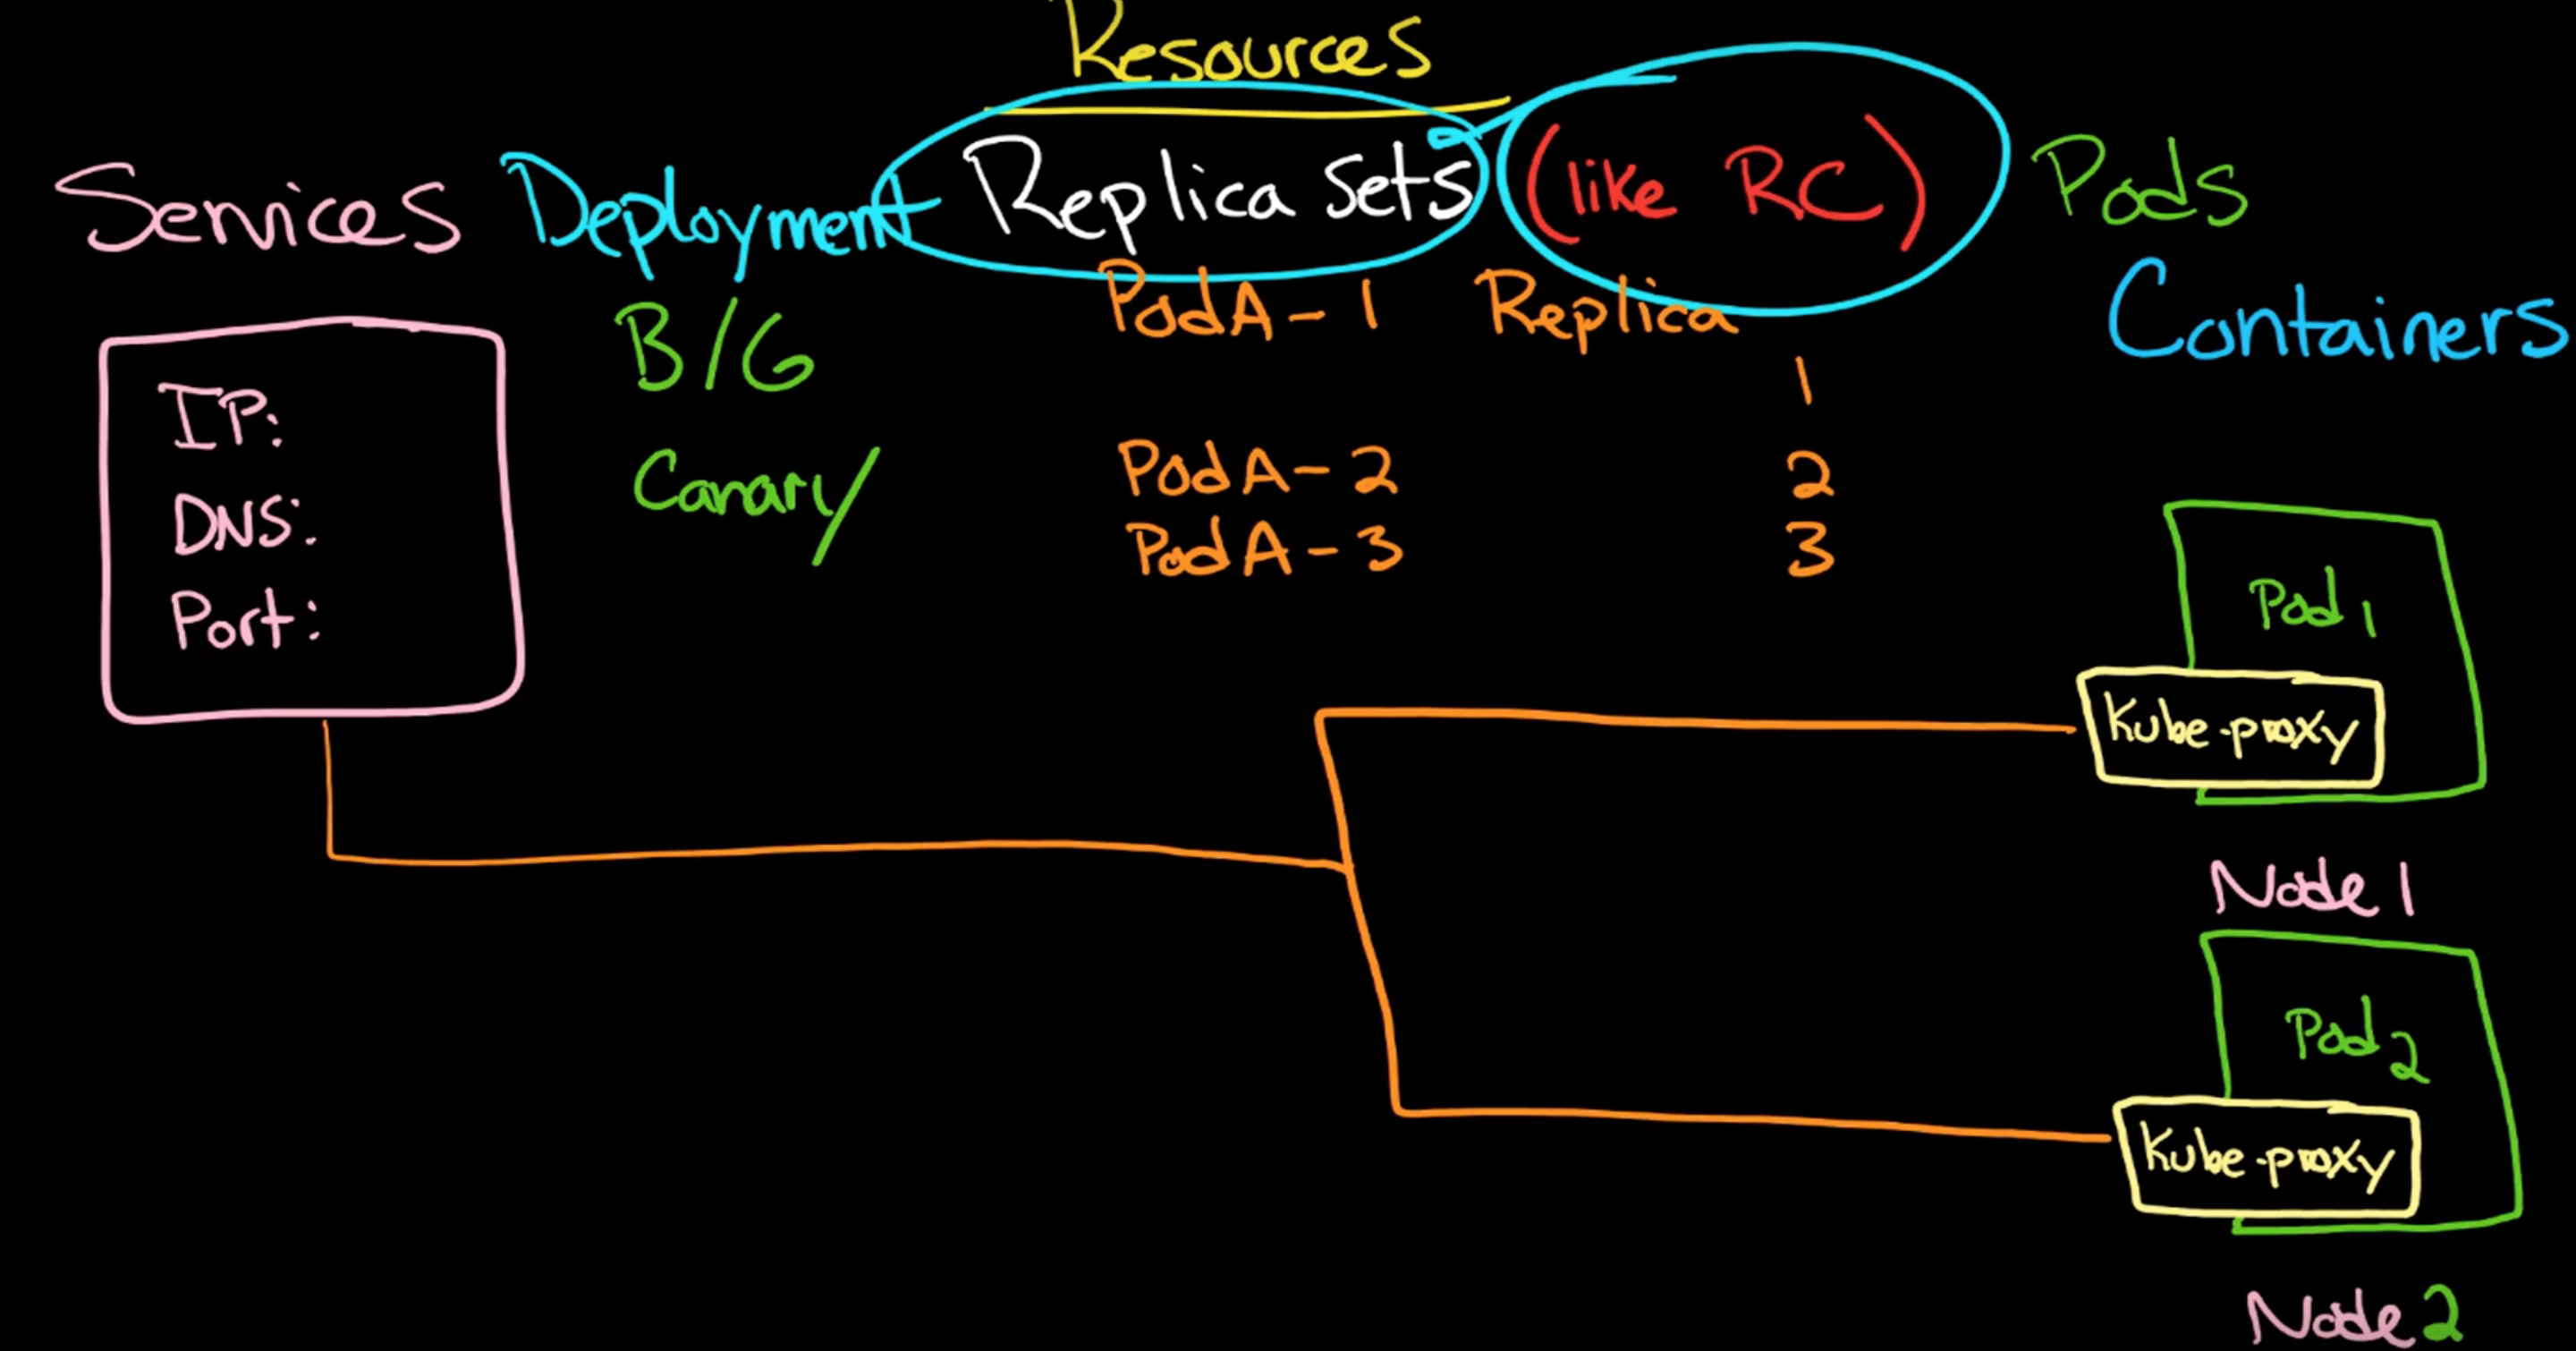 Resources
Services Deployment Replica Sets (like RC) Pods
PodA-1 Replica Containers
B/G
1
IP:
Canary/ PodA-2 2
DNS:
PodA-3 3
Port:
Pod 1
Kube-proxy
Node 1
Pod 2
Kube-proxy
Node 2